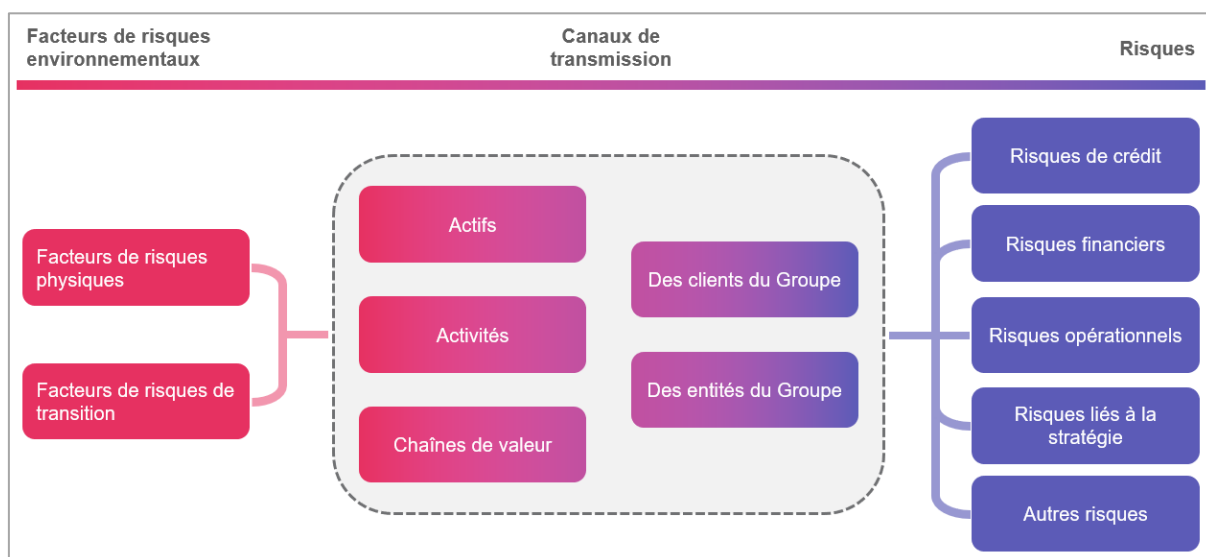 Facteurs de risques
environnementaux
Canaux de
transmission
Risques
Facteurs de risques
physiques
Facteurs de risques de
transition
Actifs
Activités
Chaînes de valeur
Des clients du Groupe
Des entités du Groupe
Risques de crédit
Risques financiers
Risques opérationnels
Risques liés à la
stratégie
Autres risques